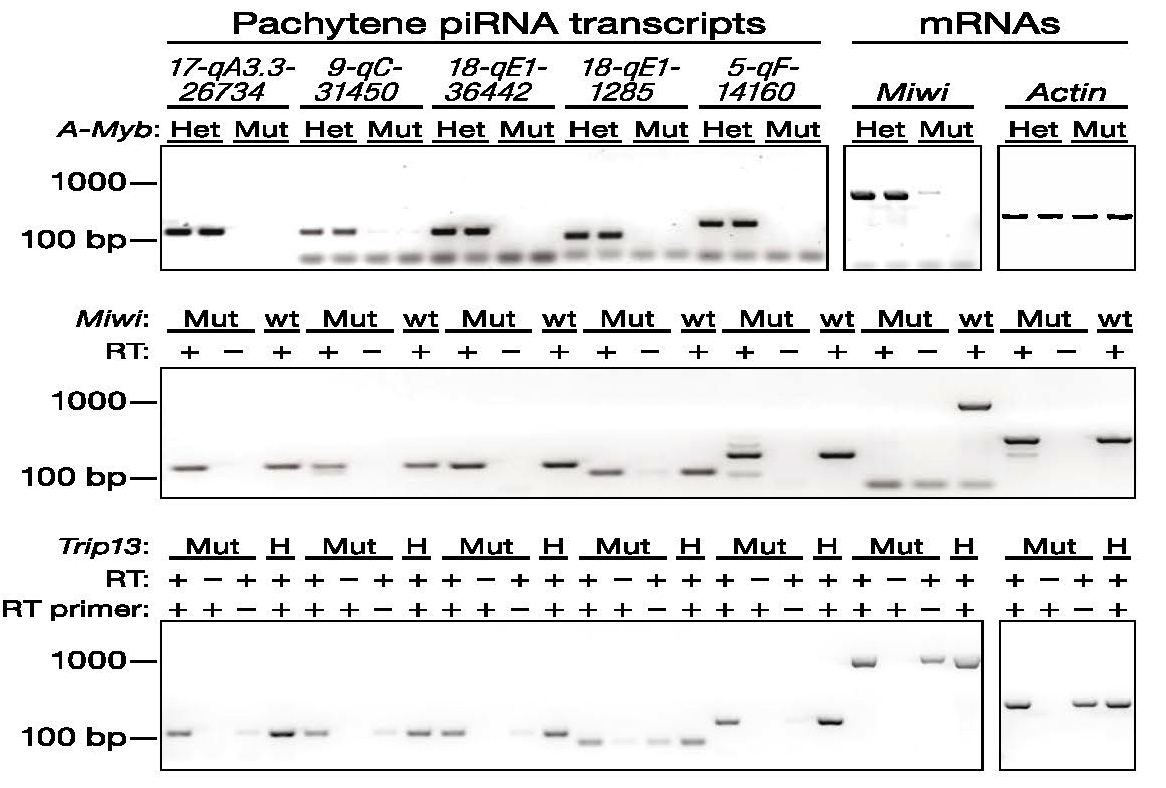 Pachytene piRNA transcripts mRNAs
17-qA3.3- 9-qC- 18-qE1- 18-qE1- 5-qF-
26734 31450 36442 1285 14160 Miwi Actin
A-Myb: Het Mut Het Mut Het Mut Het Mut Het Mut Het Mut Het Mut
1000
100 bp
Miwi: Mut wt Mut wt Mut wt Mut wt Mut wt Mut wt Mut wt
RT: + − + + − + + − + + − + + − + + − + + − +
1000
100 bp
Trip13: Mut H Mut H Mut H Mut H Mut H Mut H Mut H
RT: + − + + + − + + + − + + + − + + + − + + + − + + + − + +
RT primer: + + − + + + − + + + − + + + − + + + − + + + − + + + − +
1000
100 bp